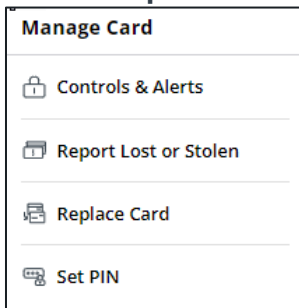 Manage Card
Controls & Alerts
Report Lost or Stolen
Replace Card
Set PIN